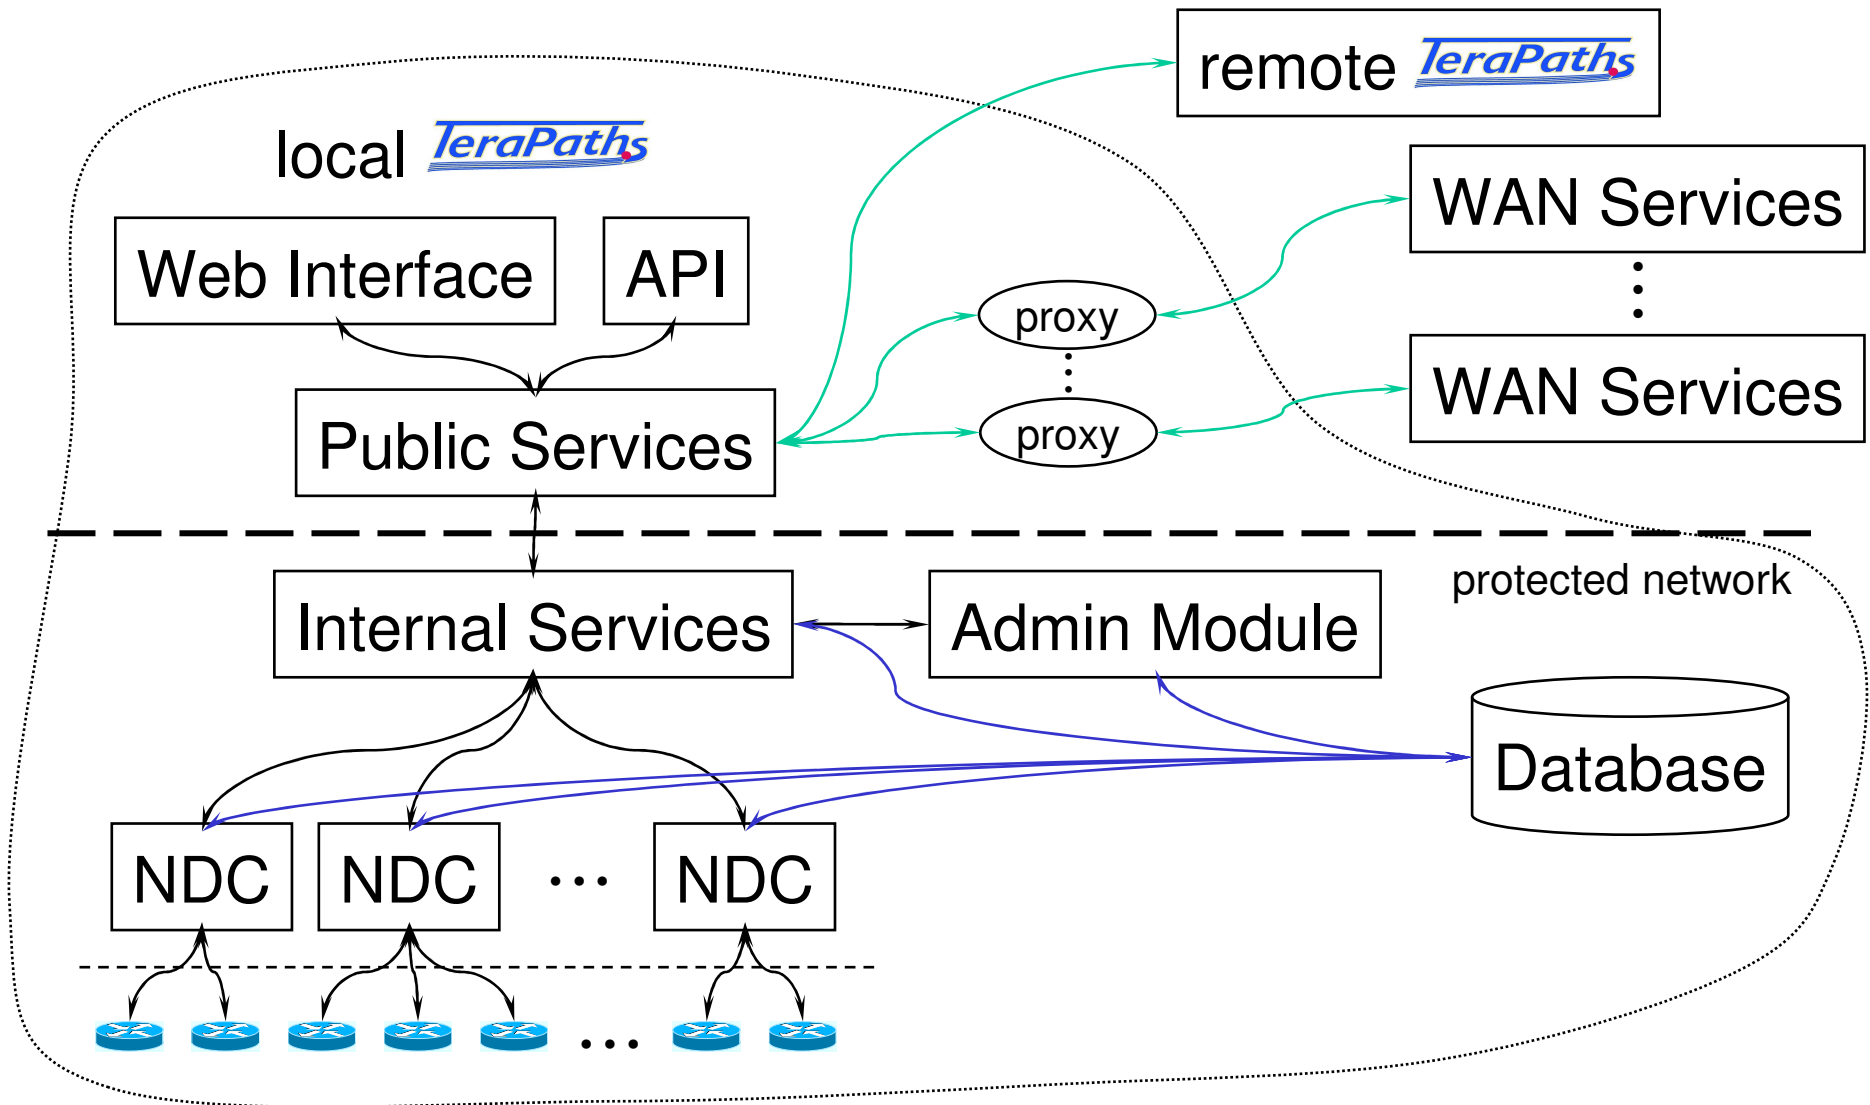 remote TeraPaths
local TeraPaths
WAN Services
Web Interface
API
proxy
WAN Services
proxy
Public Services
protected network
Internal Services
Admin Module
Database
NDC
NDC
...
NDC
...